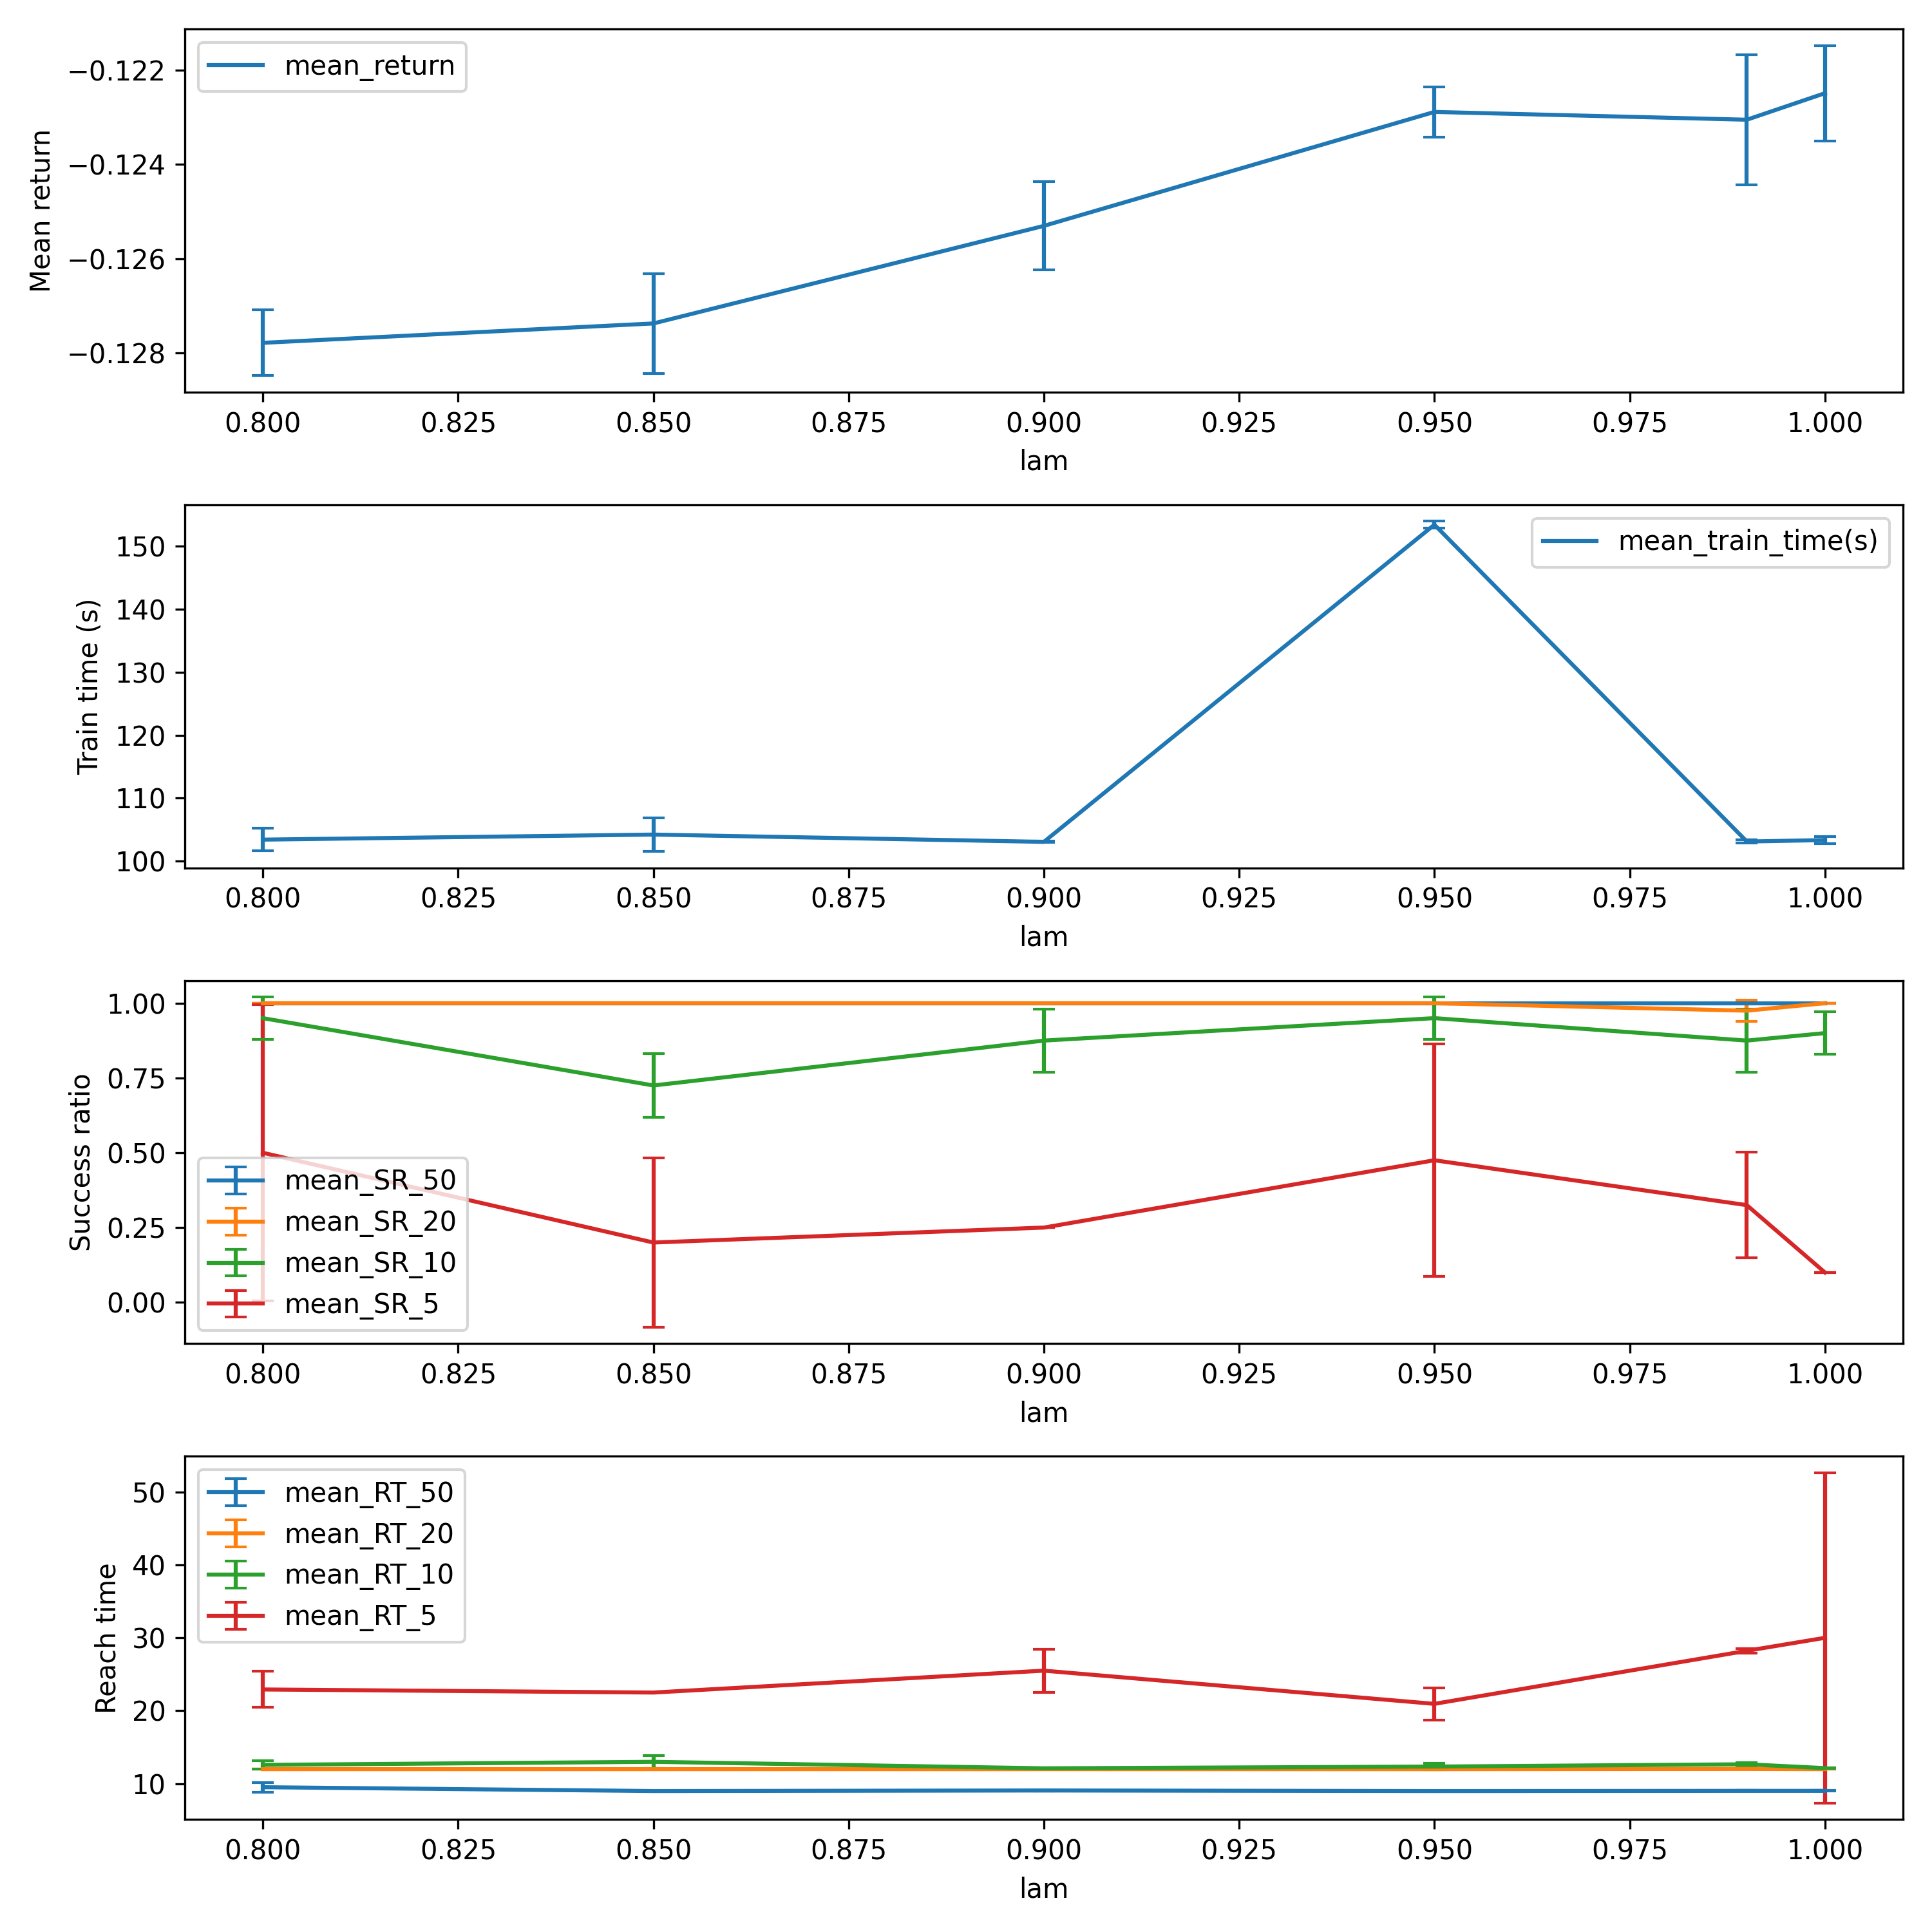 mean_return
−0.122
−0.124
−0.126
−0.128
Mean return
0.800 0.825 0.850 0.875 0.900 0.925 0.950 0.975 1.000
lam
mean_train_time(s)
150
140
130
120
110
100
Train time (s)
0.800 0.825 0.850 0.875 0.900 0.925 0.950 0.975 1.000
lam
1.00
0.75
0.50
0.25
0.00
Success ratio
mean_SR_50
mean_SR_20
mean_SR_10
mean_SR_5
0.800 0.825 0.850 0.875 0.900 0.925 0.950 0.975 1.000
lam
mean_RT_50
mean_RT_20
mean_RT_10
mean_RT_5
50
40
30
20
10
Reach time
0.800 0.825 0.850 0.875 0.900 0.925 0.950 0.975 1.000
lam